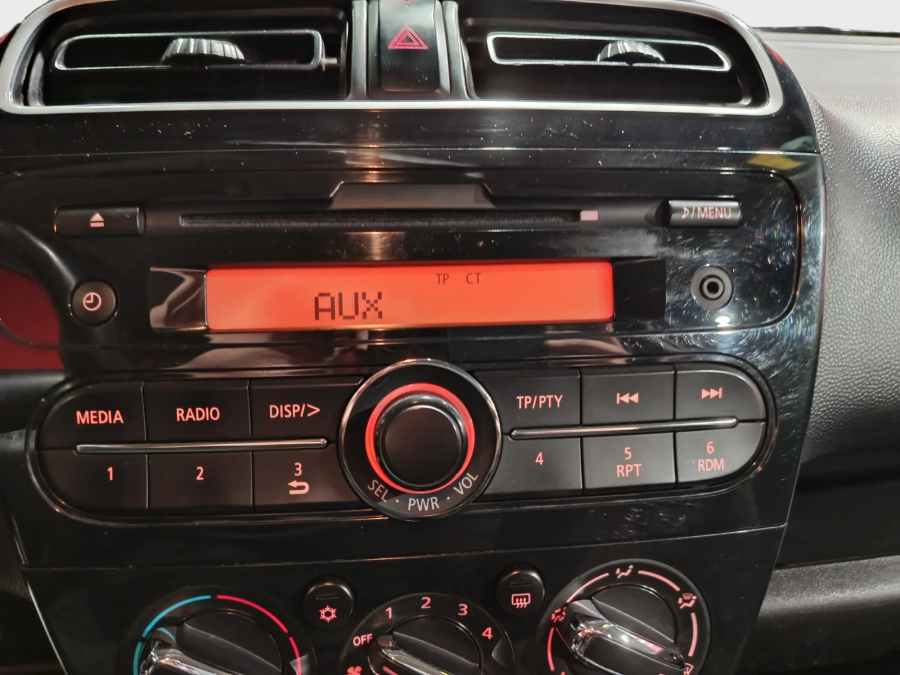 ♪/MENU
TP CT
AUX
MEDIA RADIO DISP/>
TP/PTY
1 2 3
4 5 6
RPT RDM
SEL · PWR · VOL
OFF 1 2 3 4